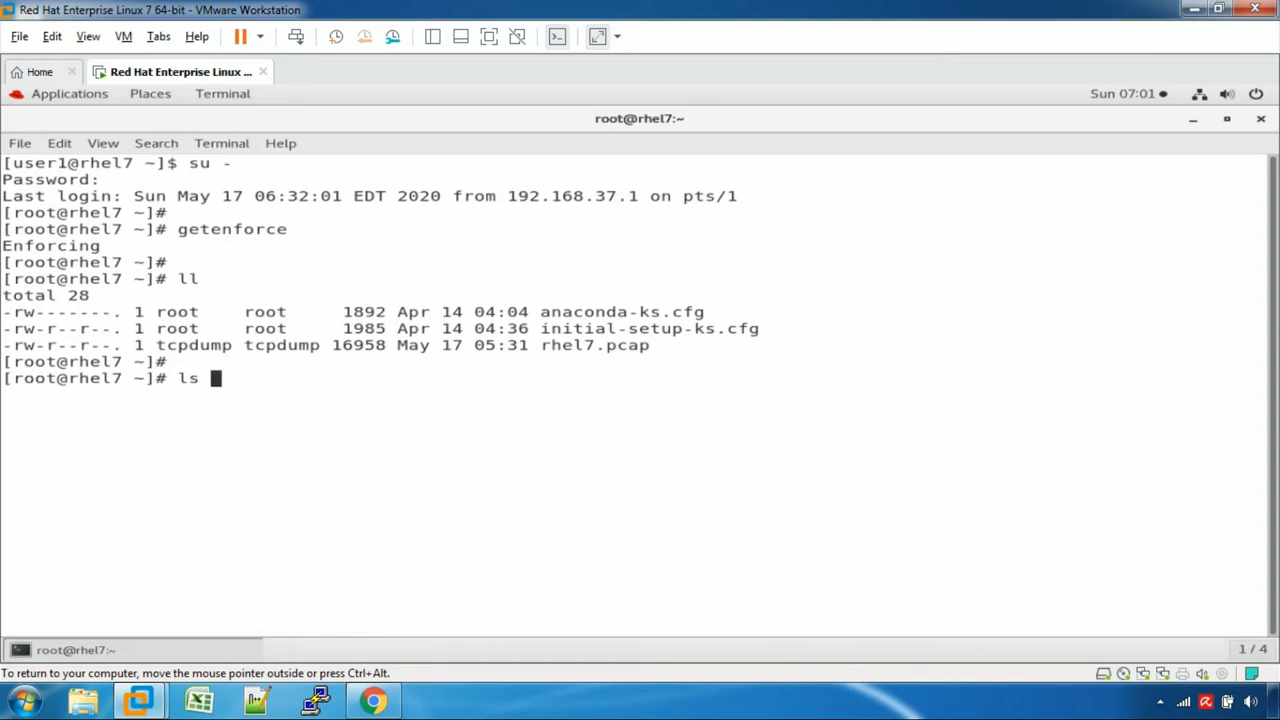 Red Hat Enterprise Linux 7 64-bit - VMware Workstation
File Edit View VM Tabs Help
Home Red Hat Enterprise Linux ...
Applications Places Terminal Sun 07:01
root@rhel7:~
File Edit View Search Terminal Help
[user1@rhel7 ~]$ su -
Password:
Last login: Sun May 17 06:32:01 EDT 2020 from 192.168.37.1 on pts/1
[root@rhel7 ~]#
[root@rhel7 ~]# getenforce
Enforcing
[root@rhel7 ~]#
[root@rhel7 ~]# ll
total 28
-rw-------. 1 root root 1892 Apr 14 04:04 anaconda-ks.cfg
-rw-r--r--. 1 root root 1985 Apr 14 04:36 initial-setup-ks.cfg
-rw-r--r--. 1 tcpdump tcpdump 16958 May 17 05:31 rhel7.pcap
[root@rhel7 ~]#
[root@rhel7 ~]# ls
root@rhel7:~ 1 / 4
To return to your computer, move the mouse pointer outside or press Ctrl+Alt.